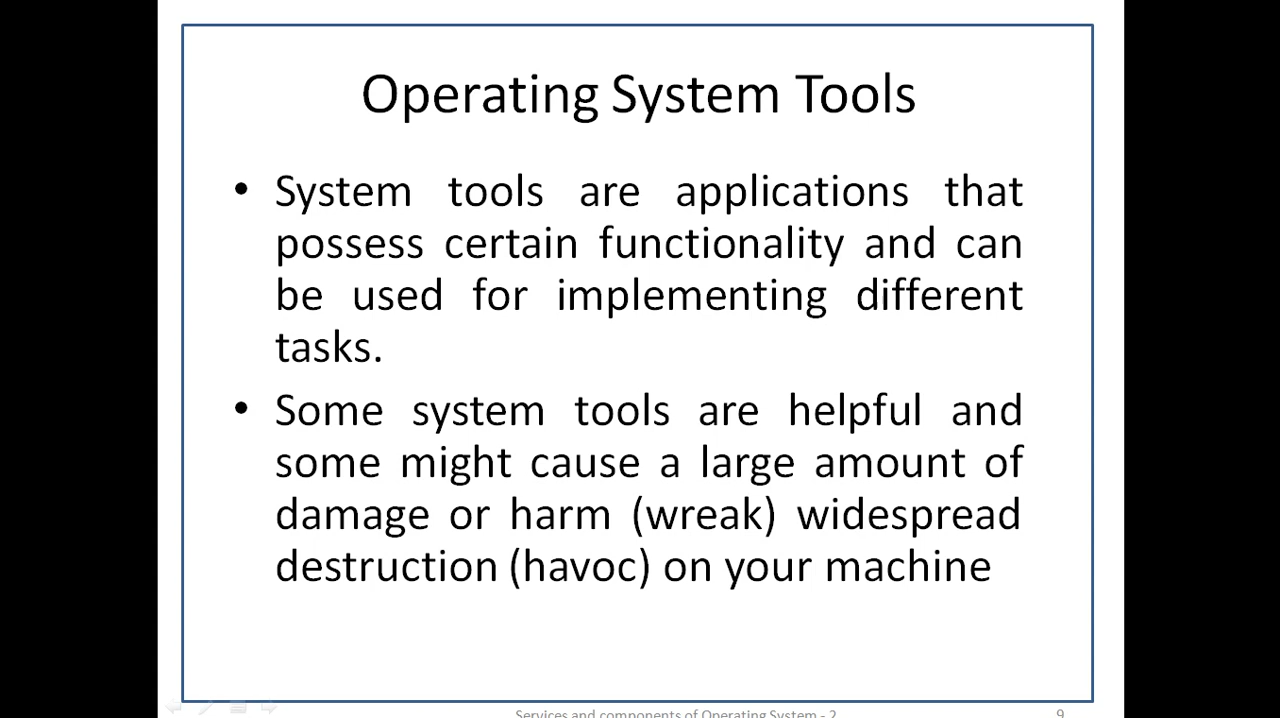 Operating System Tools
• System tools are applications that
possess certain functionality and can
be used for implementing different
tasks.
• Some system tools are helpful and
some might cause a large amount of
damage or harm (wreak) widespread
destruction (havoc) on your machine
Services and components of Operating System - 2
9